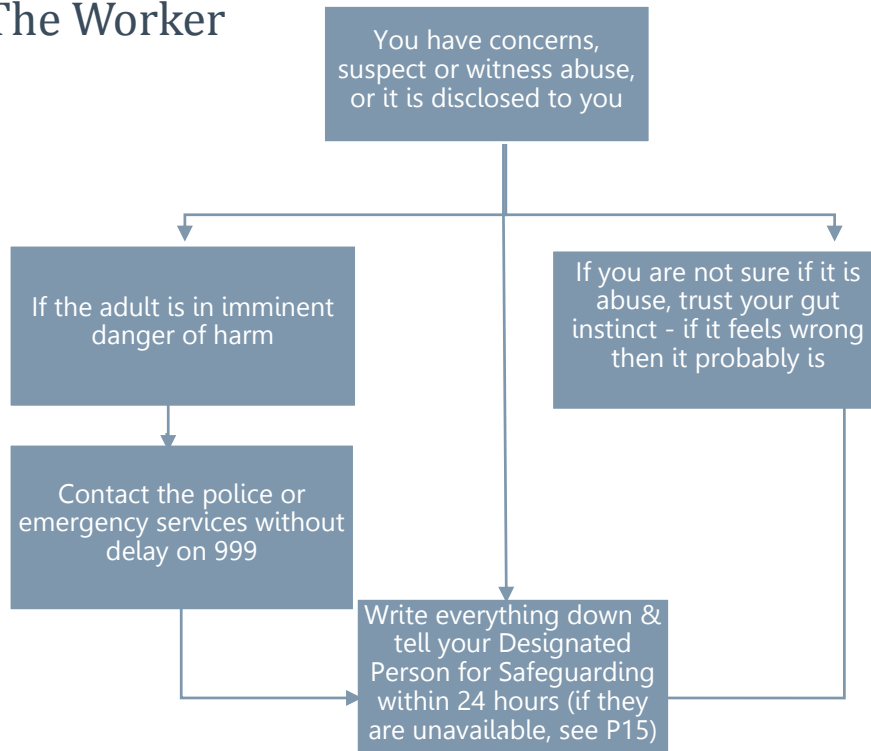 The Worker
You have concerns,
suspect or witness abuse,
or it is disclosed to you
If the adult is in imminent
danger of harm
If you are not sure if it is
abuse, trust your gut
instinct - if it feels wrong
then it probably is
Contact the police or
emergency services without
delay on 999
Write everything down &
tell your Designated
Person for Safeguarding
within 24 hours (if they
are unavailable, see P15)